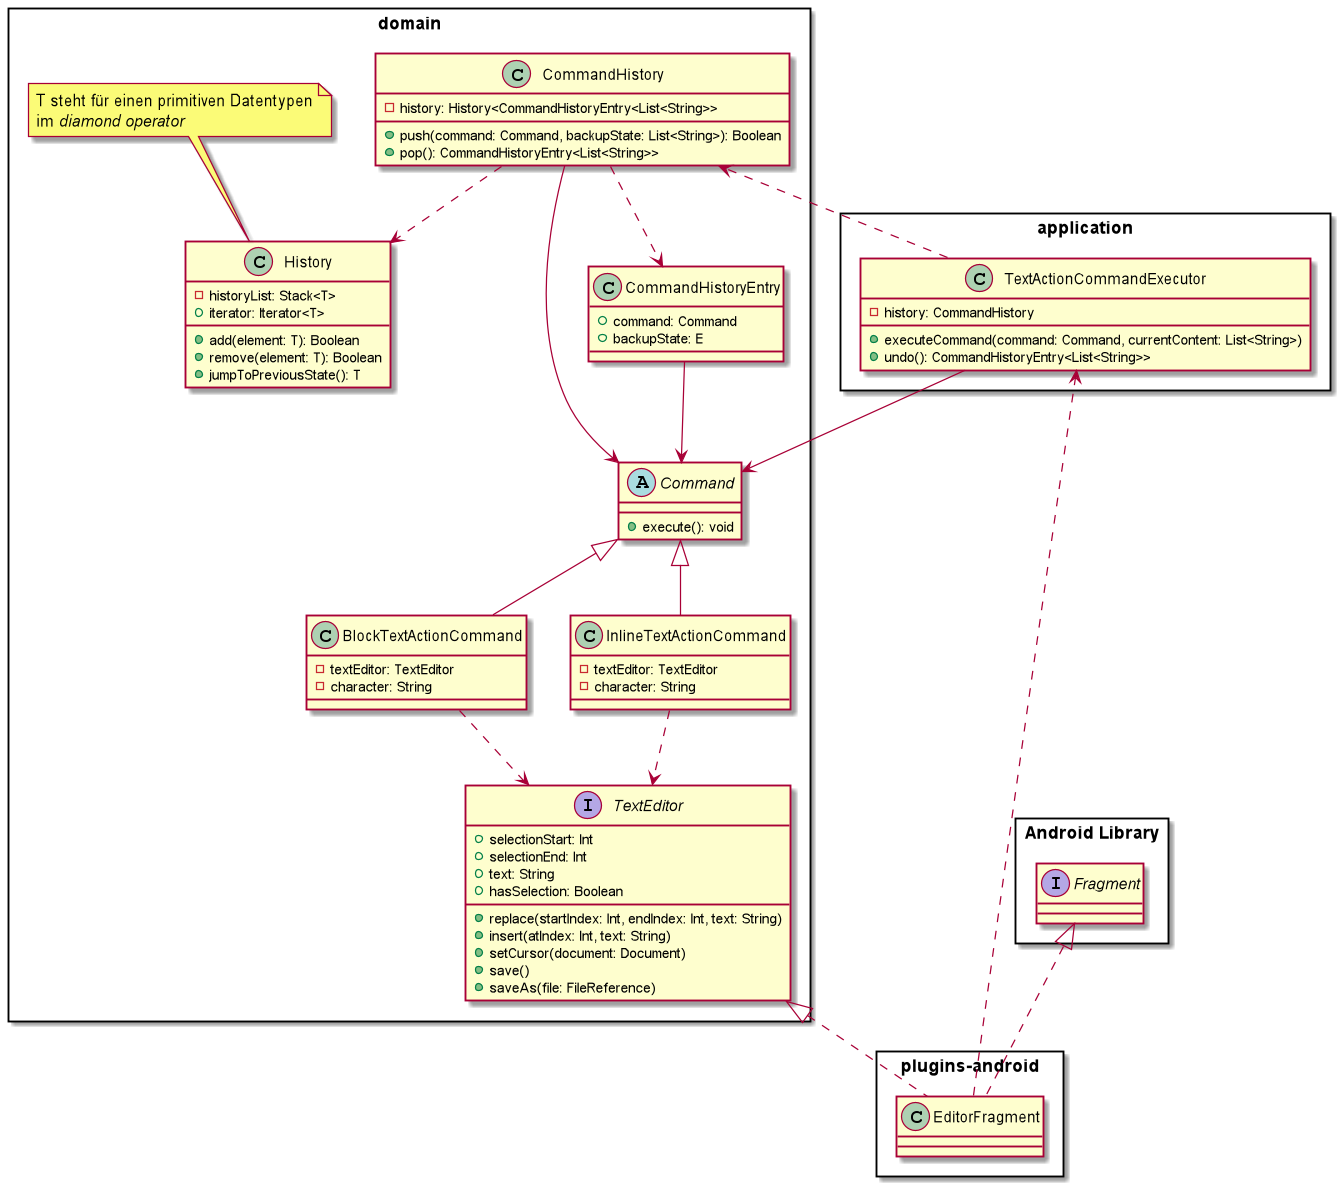 domain
C CommandHistory
history: History<CommandHistoryEntry<List<String>>
push(command: Command, backupState: List<String>): Boolean
pop(): CommandHistoryEntry<List<String>>
T steht für einen primitiven Datentypen
im diamond operator
C History
historyList: Stack<T>
iterator: Iterator<T>
add(element: T): Boolean
remove(element: T): Boolean
jumpToPreviousState(): T
C CommandHistoryEntry
command: Command
backupState: E
application
C TextActionCommandExecutor
history: CommandHistory
executeCommand(command: Command, currentContent: List<String>)
undo(): CommandHistoryEntry<List<String>>
A Command
execute(): void
C BlockTextActionCommand
textEditor: TextEditor
character: String
C InlineTextActionCommand
textEditor: TextEditor
character: String
I TextEditor
selectionStart: Int
selectionEnd: Int
text: String
hasSelection: Boolean
replace(startIndex: Int, endIndex: Int, text: String)
insert(atIndex: Int, text: String)
setCursor(document: Document)
save()
saveAs(file: FileReference)
Android Library
I Fragment
plugins-android
C EditorFragment